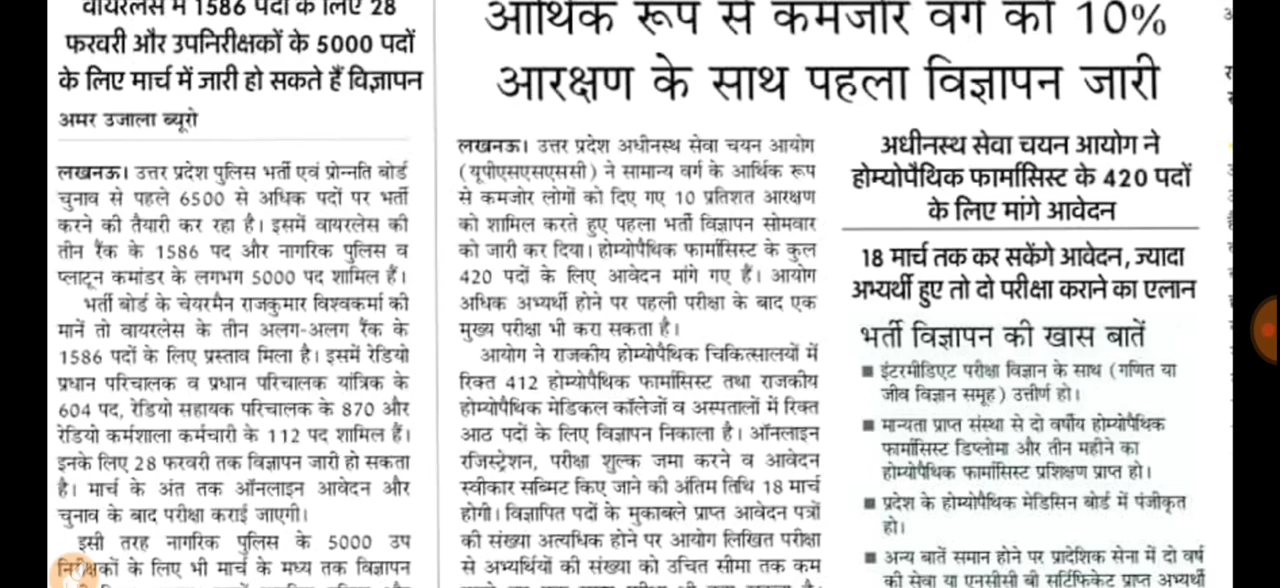 वायरलेस में 1586 पदों के लिए 28
फरवरी और उपनिरीक्षकों के 5000 पदों
के लिए मार्च में जारी हो सकते हैं विज्ञापन
अमर उजाला ब्यूरो
लखनऊ। उत्तर प्रदेश पुलिस भर्ती एवं प्रोन्नति बोर्ड
चुनाव से पहले 6500 से अधिक पदों पर भर्ती
करने की तैयारी कर रहा है। इसमें वायरलेस की
तीन रैंक के 1586 पद और नागरिक पुलिस व
प्लाटून कमांडर के लगभग 5000 पद शामिल हैं।
भर्ती बोर्ड के चेयरमैन राजकुमार विश्वकर्मा की
मानें तो वायरलेस के तीन अलग-अलग रैंक के
1586 पदों के लिए प्रस्ताव मिला है। इसमें रेडियो
प्रधान परिचालक व प्रधान परिचालक यांत्रिक के
604 पद, रेडियो सहायक परिचालक के 870 और
रेडियो कर्मशाला कर्मचारी के 112 पद शामिल हैं।
इनके लिए 28 फरवरी तक विज्ञापन जारी हो सकता
है। मार्च के अंत तक ऑनलाइन आवेदन और
चुनाव के बाद परीक्षा कराई जाएगी।
इसी तरह नागरिक पुलिस के 5000 उप
निरीक्षकों के लिए भी मार्च के मध्य तक विज्ञापन
आर्थिक रूप से कमजोर वर्ग को 10%
आरक्षण के साथ पहला विज्ञापन जारी
लखनऊ। उत्तर प्रदेश अधीनस्थ सेवा चयन आयोग
(यूपीएसएसएससी) ने सामान्य वर्ग के आर्थिक रूप
से कमजोर लोगों को दिए गए 10 प्रतिशत आरक्षण
को शामिल करते हुए पहला भर्ती विज्ञापन सोमवार
को जारी कर दिया। होम्योपैथिक फार्मासिस्ट के कुल
420 पदों के लिए आवेदन मांगे गए हैं। आयोग
अधिक अभ्यर्थी होने पर पहली परीक्षा के बाद एक
मुख्य परीक्षा भी करा सकता है।
आयोग ने राजकीय होम्योपैथिक चिकित्सालयों में
रिक्त 412 होम्योपैथिक फार्मासिस्ट तथा राजकीय
होम्योपैथिक मेडिकल कॉलेजों व अस्पतालों में रिक्त
आठ पदों के लिए विज्ञापन निकाला है। ऑनलाइन
रजिस्ट्रेशन, परीक्षा शुल्क जमा करने व आवेदन
स्वीकार सब्मिट किए जाने की अंतिम तिथि 18 मार्च
होगी। विज्ञापित पदों के मुकाबले प्राप्त आवेदन पत्रों
की संख्या अत्यधिक होने पर आयोग लिखित परीक्षा
से अभ्यर्थियों की संख्या को उचित सीमा तक कम
अधीनस्थ सेवा चयन आयोग ने
होम्योपैथिक फार्मासिस्ट के 420 पदों
के लिए मांगे आवेदन
18 मार्च तक कर सकेंगे आवेदन, ज्यादा
अभ्यर्थी हुए तो दो परीक्षा कराने का एलान
भर्ती विज्ञापन की खास बातें
■ इंटरमीडिएट परीक्षा विज्ञान के साथ (गणित या
जीव विज्ञान समूह) उत्तीर्ण हो।
■ मान्यता प्राप्त संस्था से दो वर्षीय होम्योपैथिक
फार्मासिस्ट डिप्लोमा और तीन महीने का
होम्योपैथिक फार्मासिस्ट प्रशिक्षण प्राप्त हो।
■ प्रदेश के होम्योपैथिक मेडिसिन बोर्ड में पंजीकृत
हो।
■ अन्य बातें समान होने पर प्रादेशिक सेना में दो वर्ष
की सेवा या एनसीसी बी सर्टिफिकेट प्राप्त अभ्यर्थी